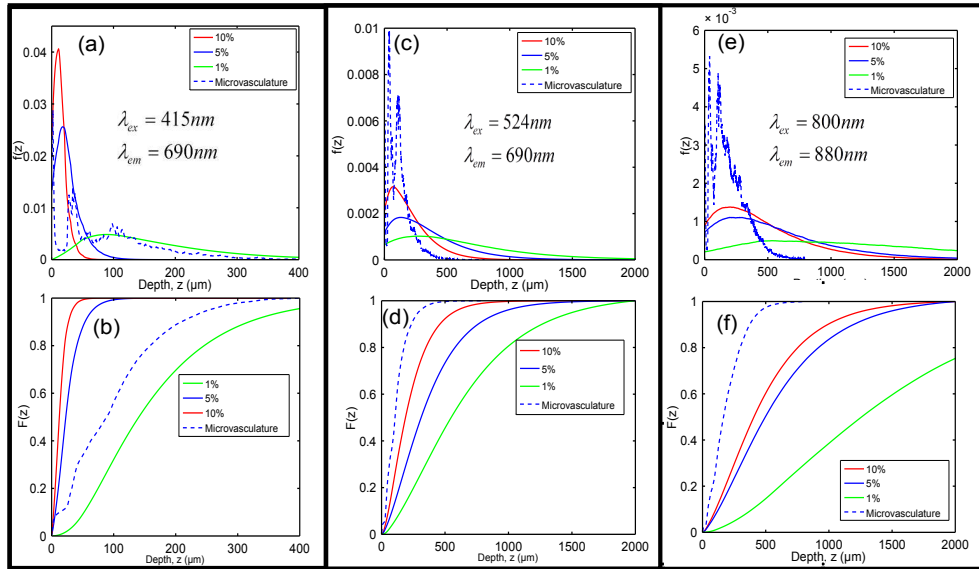 (a)
10%
5%
1%
Microvasculature
λex = 415nm
λem = 690nm
0.04
0.03
0.02
0.01
0
f(z)
0 100 200 300 400
Depth, z (μm)
(c)
10%
5%
1%
Microvasculature
λex = 524nm
λem = 690nm
0.01
0.008
0.006
0.004
0.002
0
f(z)
0 500 1000 1500 2000
Depth, z (μm)
× 10⁻³
(e)
10%
5%
1%
Microvasculature
λex = 800nm
λem = 880nm
6
5
4
3
2
1
0
f(z)
0 500 1000 1500 2000
Depth, z (μm)
(b)
1%
5%
10%
Microvasculature
1
0.8
0.6
0.4
0.2
0
F(z)
0 100 200 300 400
Depth, z (μm)
(d)
10%
5%
1%
Microvasculature
1
0.8
0.6
0.4
0.2
0
F(z)
0 500 1000 1500 2000
Depth, z (μm)
(f)
10%
5%
1%
Microvasculature
1
0.8
0.6
0.4
0.2
0
F(z)
0 500 1000 1500 2000
Depth, z (μm)